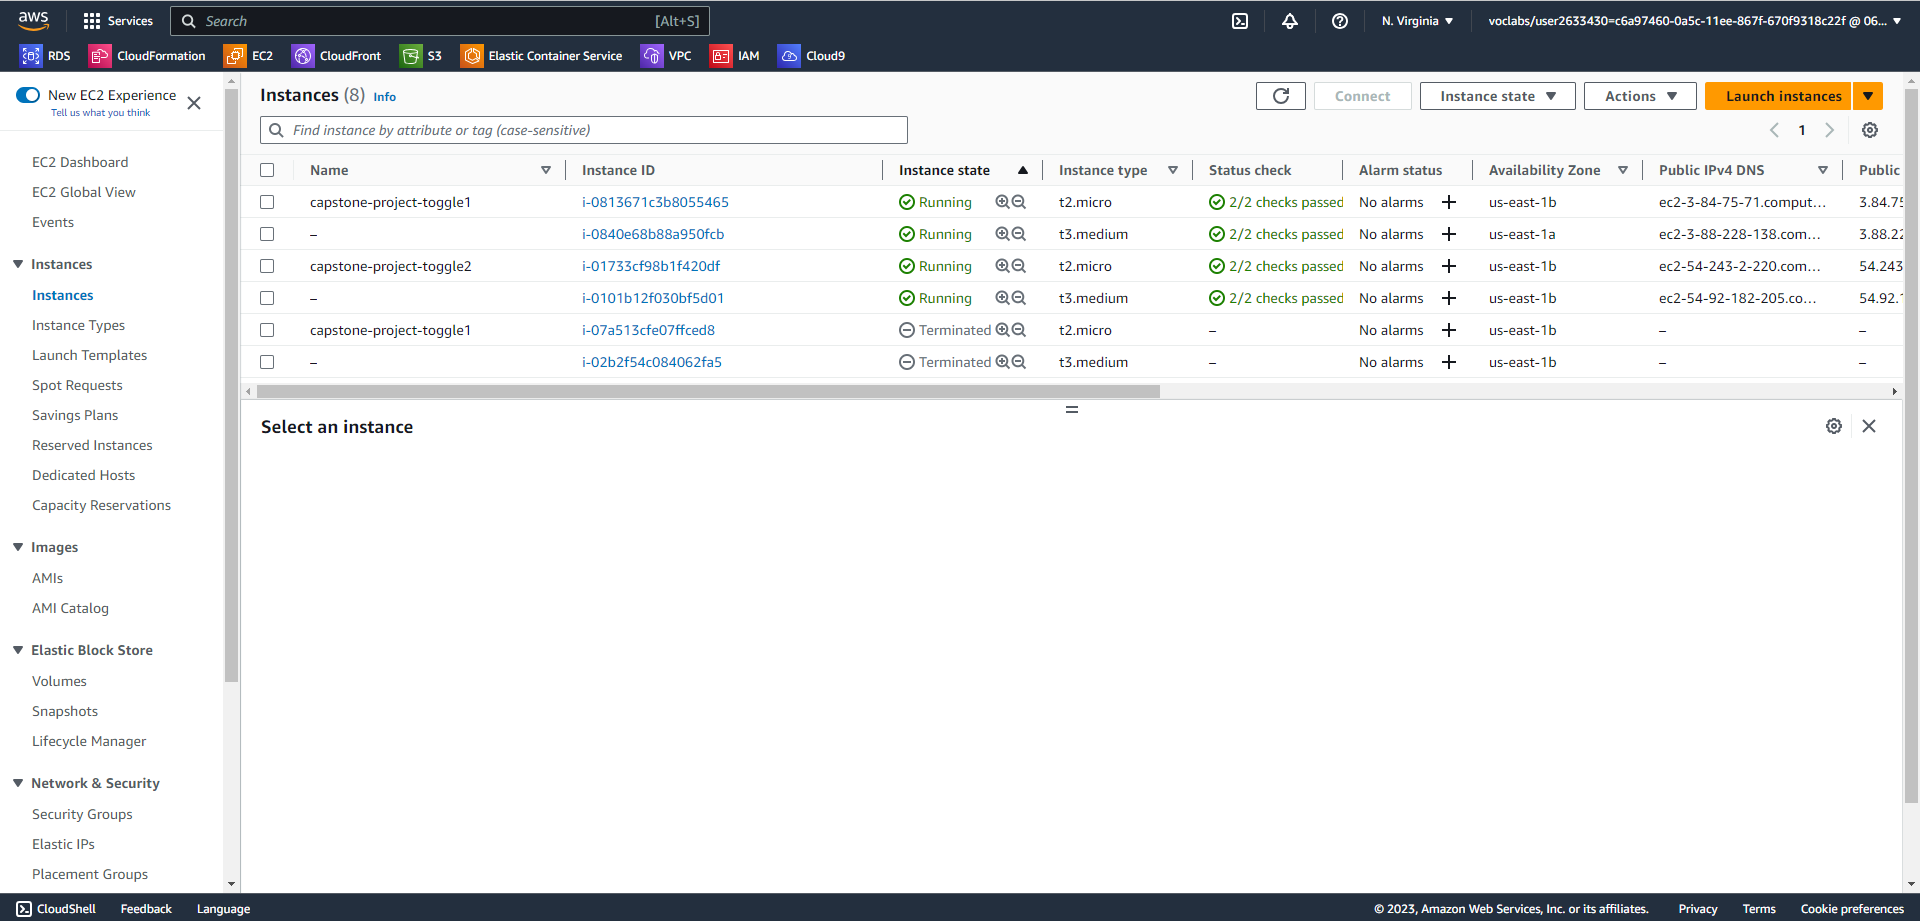 aws
Services
Search [Alt+S]
N. Virginia
voclabs/user2633430=c6a97460-0a5c-11ee-867f-670f9318c22f @ 06...
RDS CloudFormation EC2 CloudFront S3 Elastic Container Service VPC IAM Cloud9
New EC2 Experience
Tell us what you think
EC2 Dashboard
EC2 Global View
Events
Instances
Instances
Instance Types
Launch Templates
Spot Requests
Savings Plans
Reserved Instances
Dedicated Hosts
Capacity Reservations
Images
AMIs
AMI Catalog
Elastic Block Store
Volumes
Snapshots
Lifecycle Manager
Network & Security
Security Groups
Elastic IPs
Placement Groups
Instances (8) Info
Connect Instance state Actions Launch instances
Find instance by attribute or tag (case-sensitive)
1
Name Instance ID Instance state Instance type Status check Alarm status Availability Zone Public IPv4 DNS Public
capstone-project-toggle1 i-0813671c3b8055465 Running t2.micro 2/2 checks passed No alarms + us-east-1b ec2-3-84-75-71.comput... 3.84.75
– i-0840e68b88a950fcb Running t3.medium 2/2 checks passed No alarms + us-east-1a ec2-3-88-228-138.com... 3.88.22
capstone-project-toggle2 i-01733cf98b1f420df Running t2.micro 2/2 checks passed No alarms + us-east-1b ec2-54-243-2-220.com... 54.243
– i-0101b12f030bf5d01 Running t3.medium 2/2 checks passed No alarms + us-east-1b ec2-54-92-182-205.co... 54.92.1
capstone-project-toggle1 i-07a513cfe07ffced8 Terminated t2.micro – No alarms + us-east-1b – –
– i-02b2f54c084062fa5 Terminated t3.medium – No alarms + us-east-1b – –
Select an instance
CloudShell Feedback Language
© 2023, Amazon Web Services, Inc. or its affiliates. Privacy Terms Cookie preferences